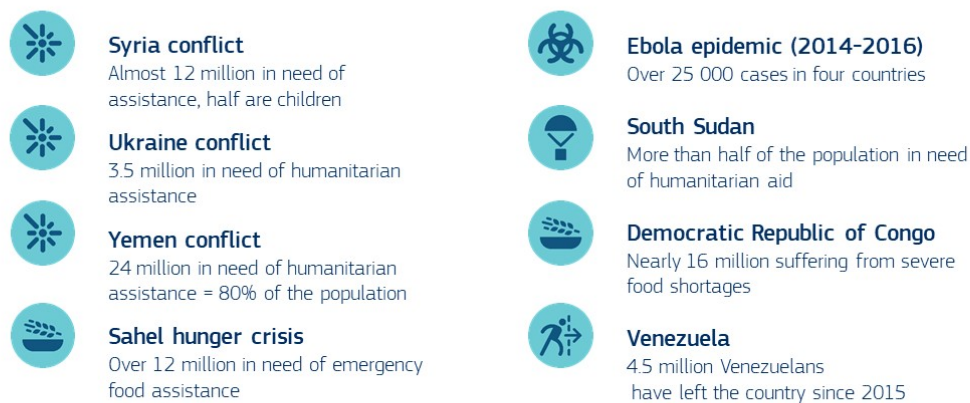 Syria conflict
Almost 12 million in need of
assistance, half are children
Ukraine conflict
3.5 million in need of humanitarian
assistance
Yemen conflict
24 million in need of humanitarian
assistance = 80% of the population
Sahel hunger crisis
Over 12 million in need of emergency
food assistance
Ebola epidemic (2014-2016)
Over 25 000 cases in four countries
South Sudan
More than half of the population in need
of humanitarian aid
Democratic Republic of Congo
Nearly 16 million suffering from severe
food shortages
Venezuela
4.5 million Venezuelans
have left the country since 2015